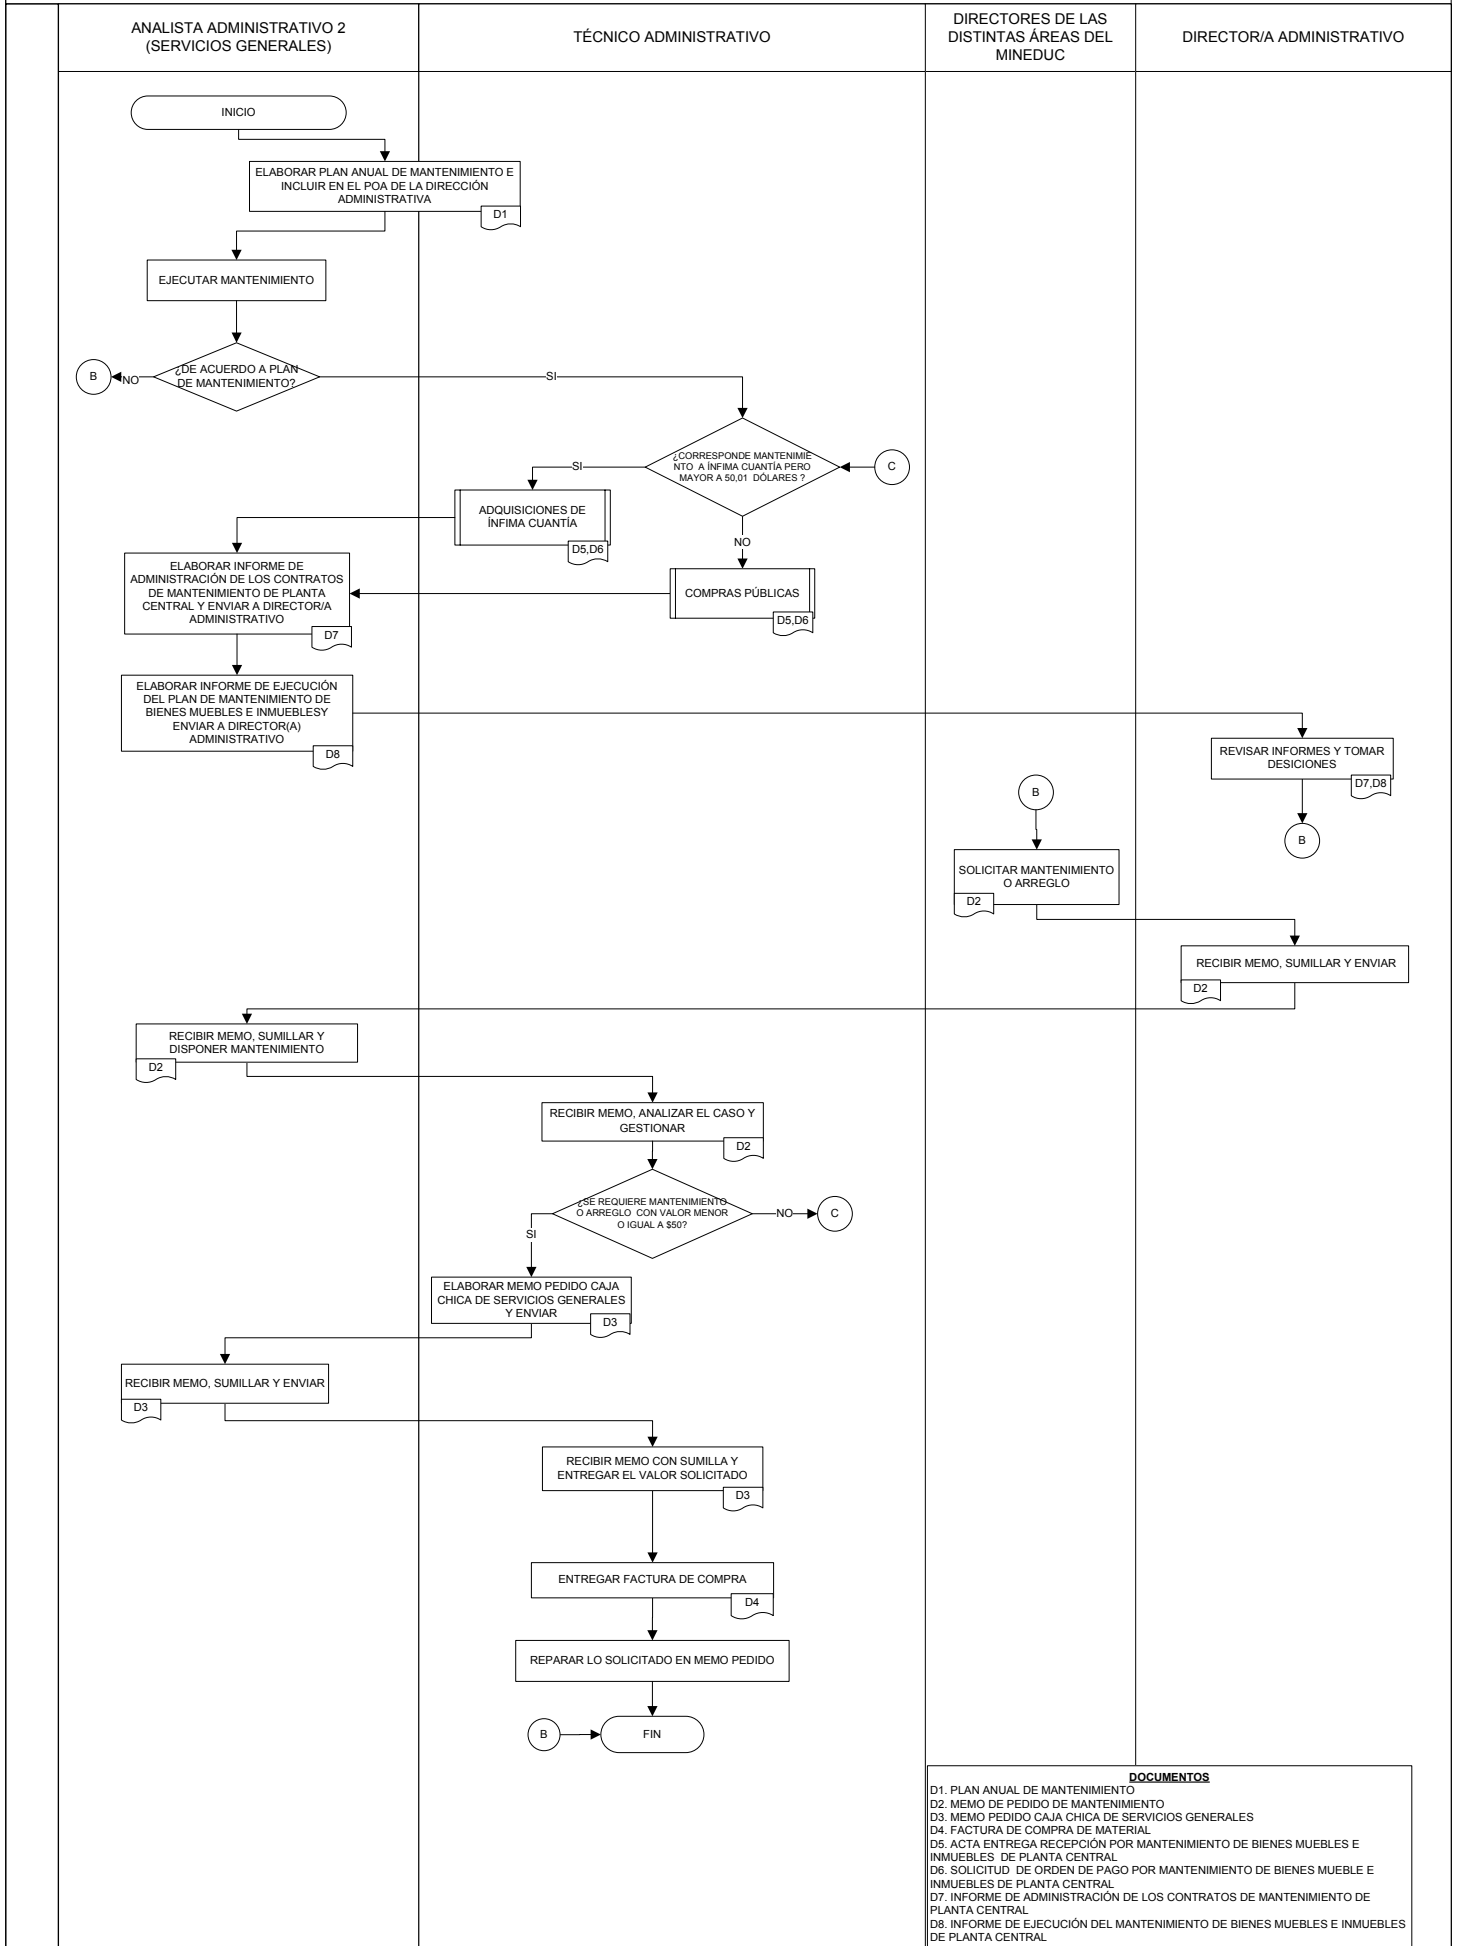 ANALISTA ADMINISTRATIVO 2
(SERVICIOS GENERALES)
TÉCNICO ADMINISTRATIVO
DIRECTORES DE LAS
DISTINTAS ÁREAS DEL
MINEDUC
DIRECTOR/A ADMINISTRATIVO
INICIO
ELABORAR PLAN ANUAL DE MANTENIMIENTO E
INCLUIR EN EL POA DE LA DIRECCIÓN
ADMINISTRATIVA
D1
EJECUTAR MANTENIMIENTO
¿DE ACUERDO A PLAN
DE MANTENIMIENTO?
NO
B
SI
¿CORRESPONDE MANTENIMIE
NTO A ÍNFIMA CUANTÍA PERO
MAYOR A 50,01 DÓLARES ?
C
SI
ADQUISICIONES DE
ÍNFIMA CUANTÍA
D5,D6
NO
COMPRAS PÚBLICAS
D5,D6
ELABORAR INFORME DE
ADMINISTRACIÓN DE LOS CONTRATOS
DE MANTENIMIENTO DE PLANTA
CENTRAL Y ENVIAR A DIRECTOR/A
ADMINISTRATIVO
D7
ELABORAR INFORME DE EJECUCIÓN
DEL PLAN DE MANTENIMIENTO DE
BIENES MUEBLES E INMUEBLESY
ENVIAR A DIRECTOR(A)
ADMINISTRATIVO
D8
REVISAR INFORMES Y TOMAR
DESICIONES
D7,D8
B
B
SOLICITAR MANTENIMIENTO
O ARREGLO
D2
RECIBIR MEMO, SUMILLAR Y ENVIAR
D2
RECIBIR MEMO, SUMILLAR Y
DISPONER MANTENIMIENTO
D2
RECIBIR MEMO, ANALIZAR EL CASO Y
GESTIONAR
D2
¿SE REQUIERE MANTENIMIENTO
O ARREGLO CON VALOR MENOR
O IGUAL A $50?
NO
C
SI
ELABORAR MEMO PEDIDO CAJA
CHICA DE SERVICIOS GENERALES
Y ENVIAR
D3
RECIBIR MEMO, SUMILLAR Y ENVIAR
D3
RECIBIR MEMO CON SUMILLA Y
ENTREGAR EL VALOR SOLICITADO
D3
ENTREGAR FACTURA DE COMPRA
D4
REPARAR LO SOLICITADO EN MEMO PEDIDO
B
FIN
DOCUMENTOS
D1. PLAN ANUAL DE MANTENIMIENTO
D2. MEMO DE PEDIDO DE MANTENIMIENTO
D3. MEMO PEDIDO CAJA CHICA DE SERVICIOS GENERALES
D4. FACTURA DE COMPRA DE MATERIAL
D5. ACTA ENTREGA RECEPCIÓN POR MANTENIMIENTO DE BIENES MUEBLES E
INMUEBLES DE PLANTA CENTRAL
D6. SOLICITUD DE ORDEN DE PAGO POR MANTENIMIENTO DE BIENES MUEBLE E
INMUEBLES DE PLANTA CENTRAL
D7. INFORME DE ADMINISTRACIÓN DE LOS CONTRATOS DE MANTENIMIENTO DE
PLANTA CENTRAL
D8. INFORME DE EJECUCIÓN DEL MANTENIMIENTO DE BIENES MUEBLES E INMUEBLES
DE PLANTA CENTRAL